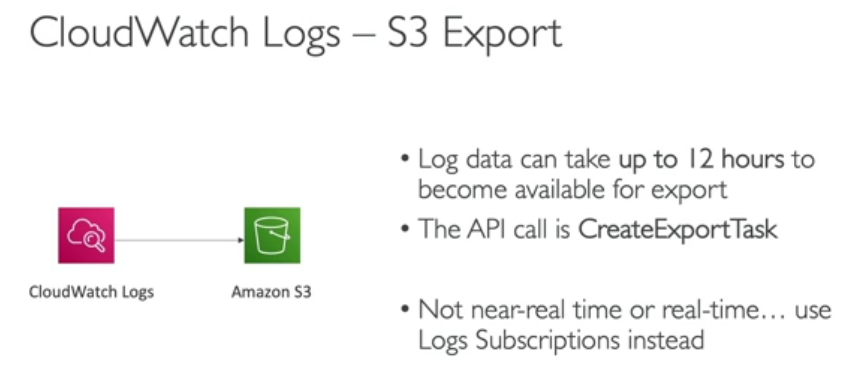 CloudWatch Logs – S3 Export
• Log data can take up to 12 hours to
become available for export
• The API call is CreateExportTask
CloudWatch Logs
Amazon S3
• Not near-real time or real-time... use
Logs Subscriptions instead